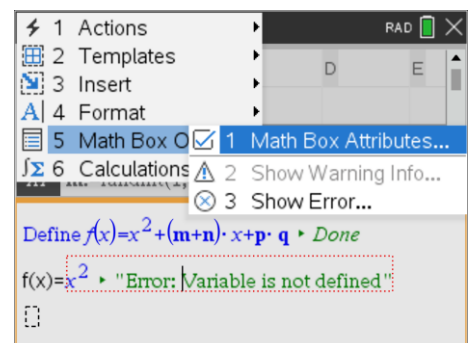 1 Actions
RAD
2 Templates
D E
3 Insert
A 4 Format
5 Math Box O 1 Math Box Attributes...
∫Σ 6 Calculations 2 Show Warning Info...
3 Show Error...
Define f(x)=x²+(m+n)· x+p· q ▸ Done
f(x)=x² ▸ "Error: Variable is not defined"